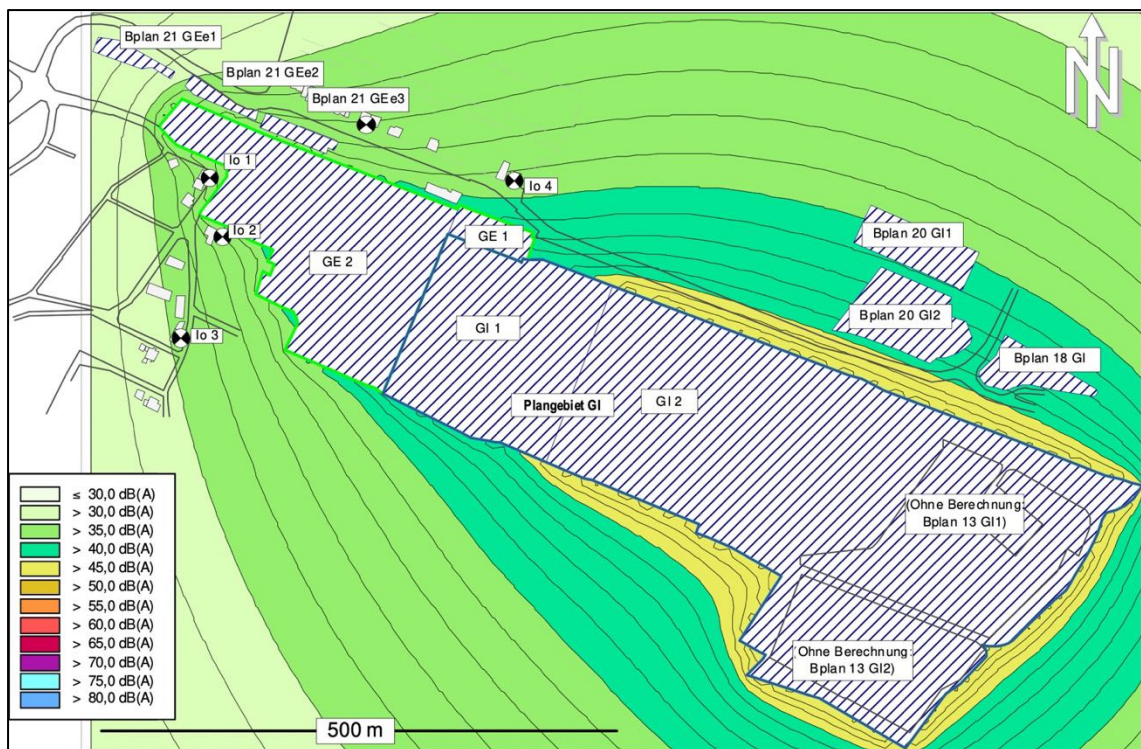 Bplan 21 GEe1
Bplan 21 GEe2
Bplan 21 GEe3
N
Io 1
Io 4
Io 2
GE 1
GE 2
Bplan 20 GI1
Bplan 20 GI2
Io 3
GI 1
Bplan 18 GI
Plangebiet GI
GI 2
(Ohne Berechnung:
Bplan 13 GI1)
(Ohne Berechnung:
Bplan 13 GI2)
≤ 30,0 dB(A)
> 30,0 dB(A)
> 35,0 dB(A)
> 40,0 dB(A)
> 45,0 dB(A)
> 50,0 dB(A)
> 55,0 dB(A)
> 60,0 dB(A)
> 65,0 dB(A)
> 70,0 dB(A)
> 75,0 dB(A)
> 80,0 dB(A)
500 m